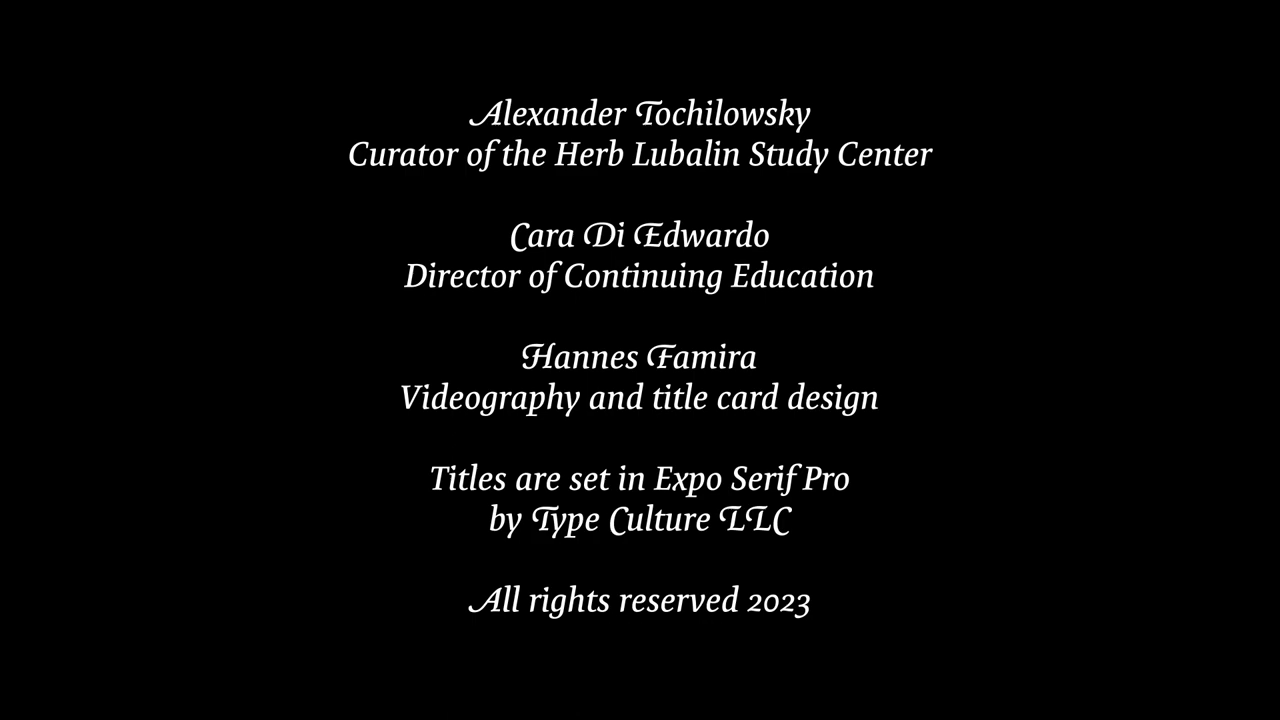 Alexander Tochilowsky
Curator of the Herb Lubalin Study Center
Cara Di Edwardo
Director of Continuing Education
Hannes Famira
Videography and title card design
Titles are set in Expo Serif Pro
by Type Culture LLC
All rights reserved 2023